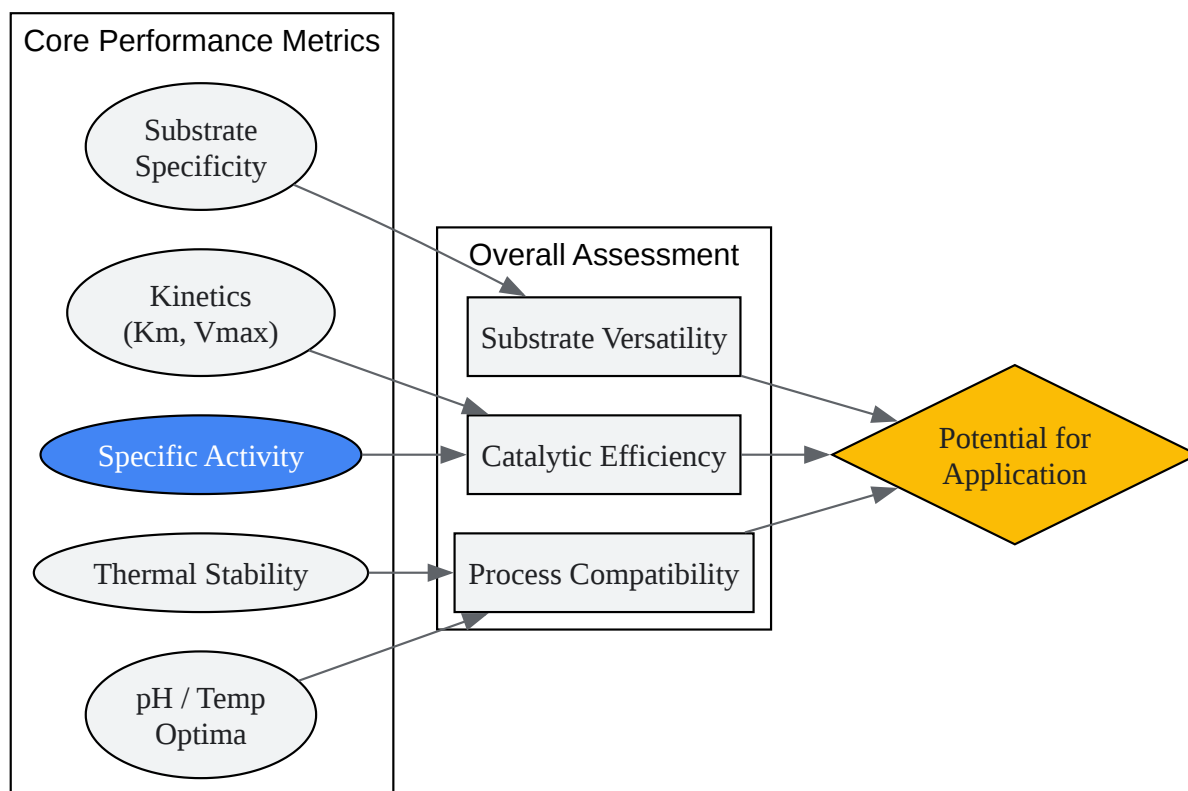 Core Performance Metrics
Substrate
Specificity
Kinetics
(Km, Vmax)
Specific Activity
Thermal Stability
pH / Temp
Optima
Overall Assessment
Substrate Versatility
Catalytic Efficiency
Process Compatibility
Potential for
Application